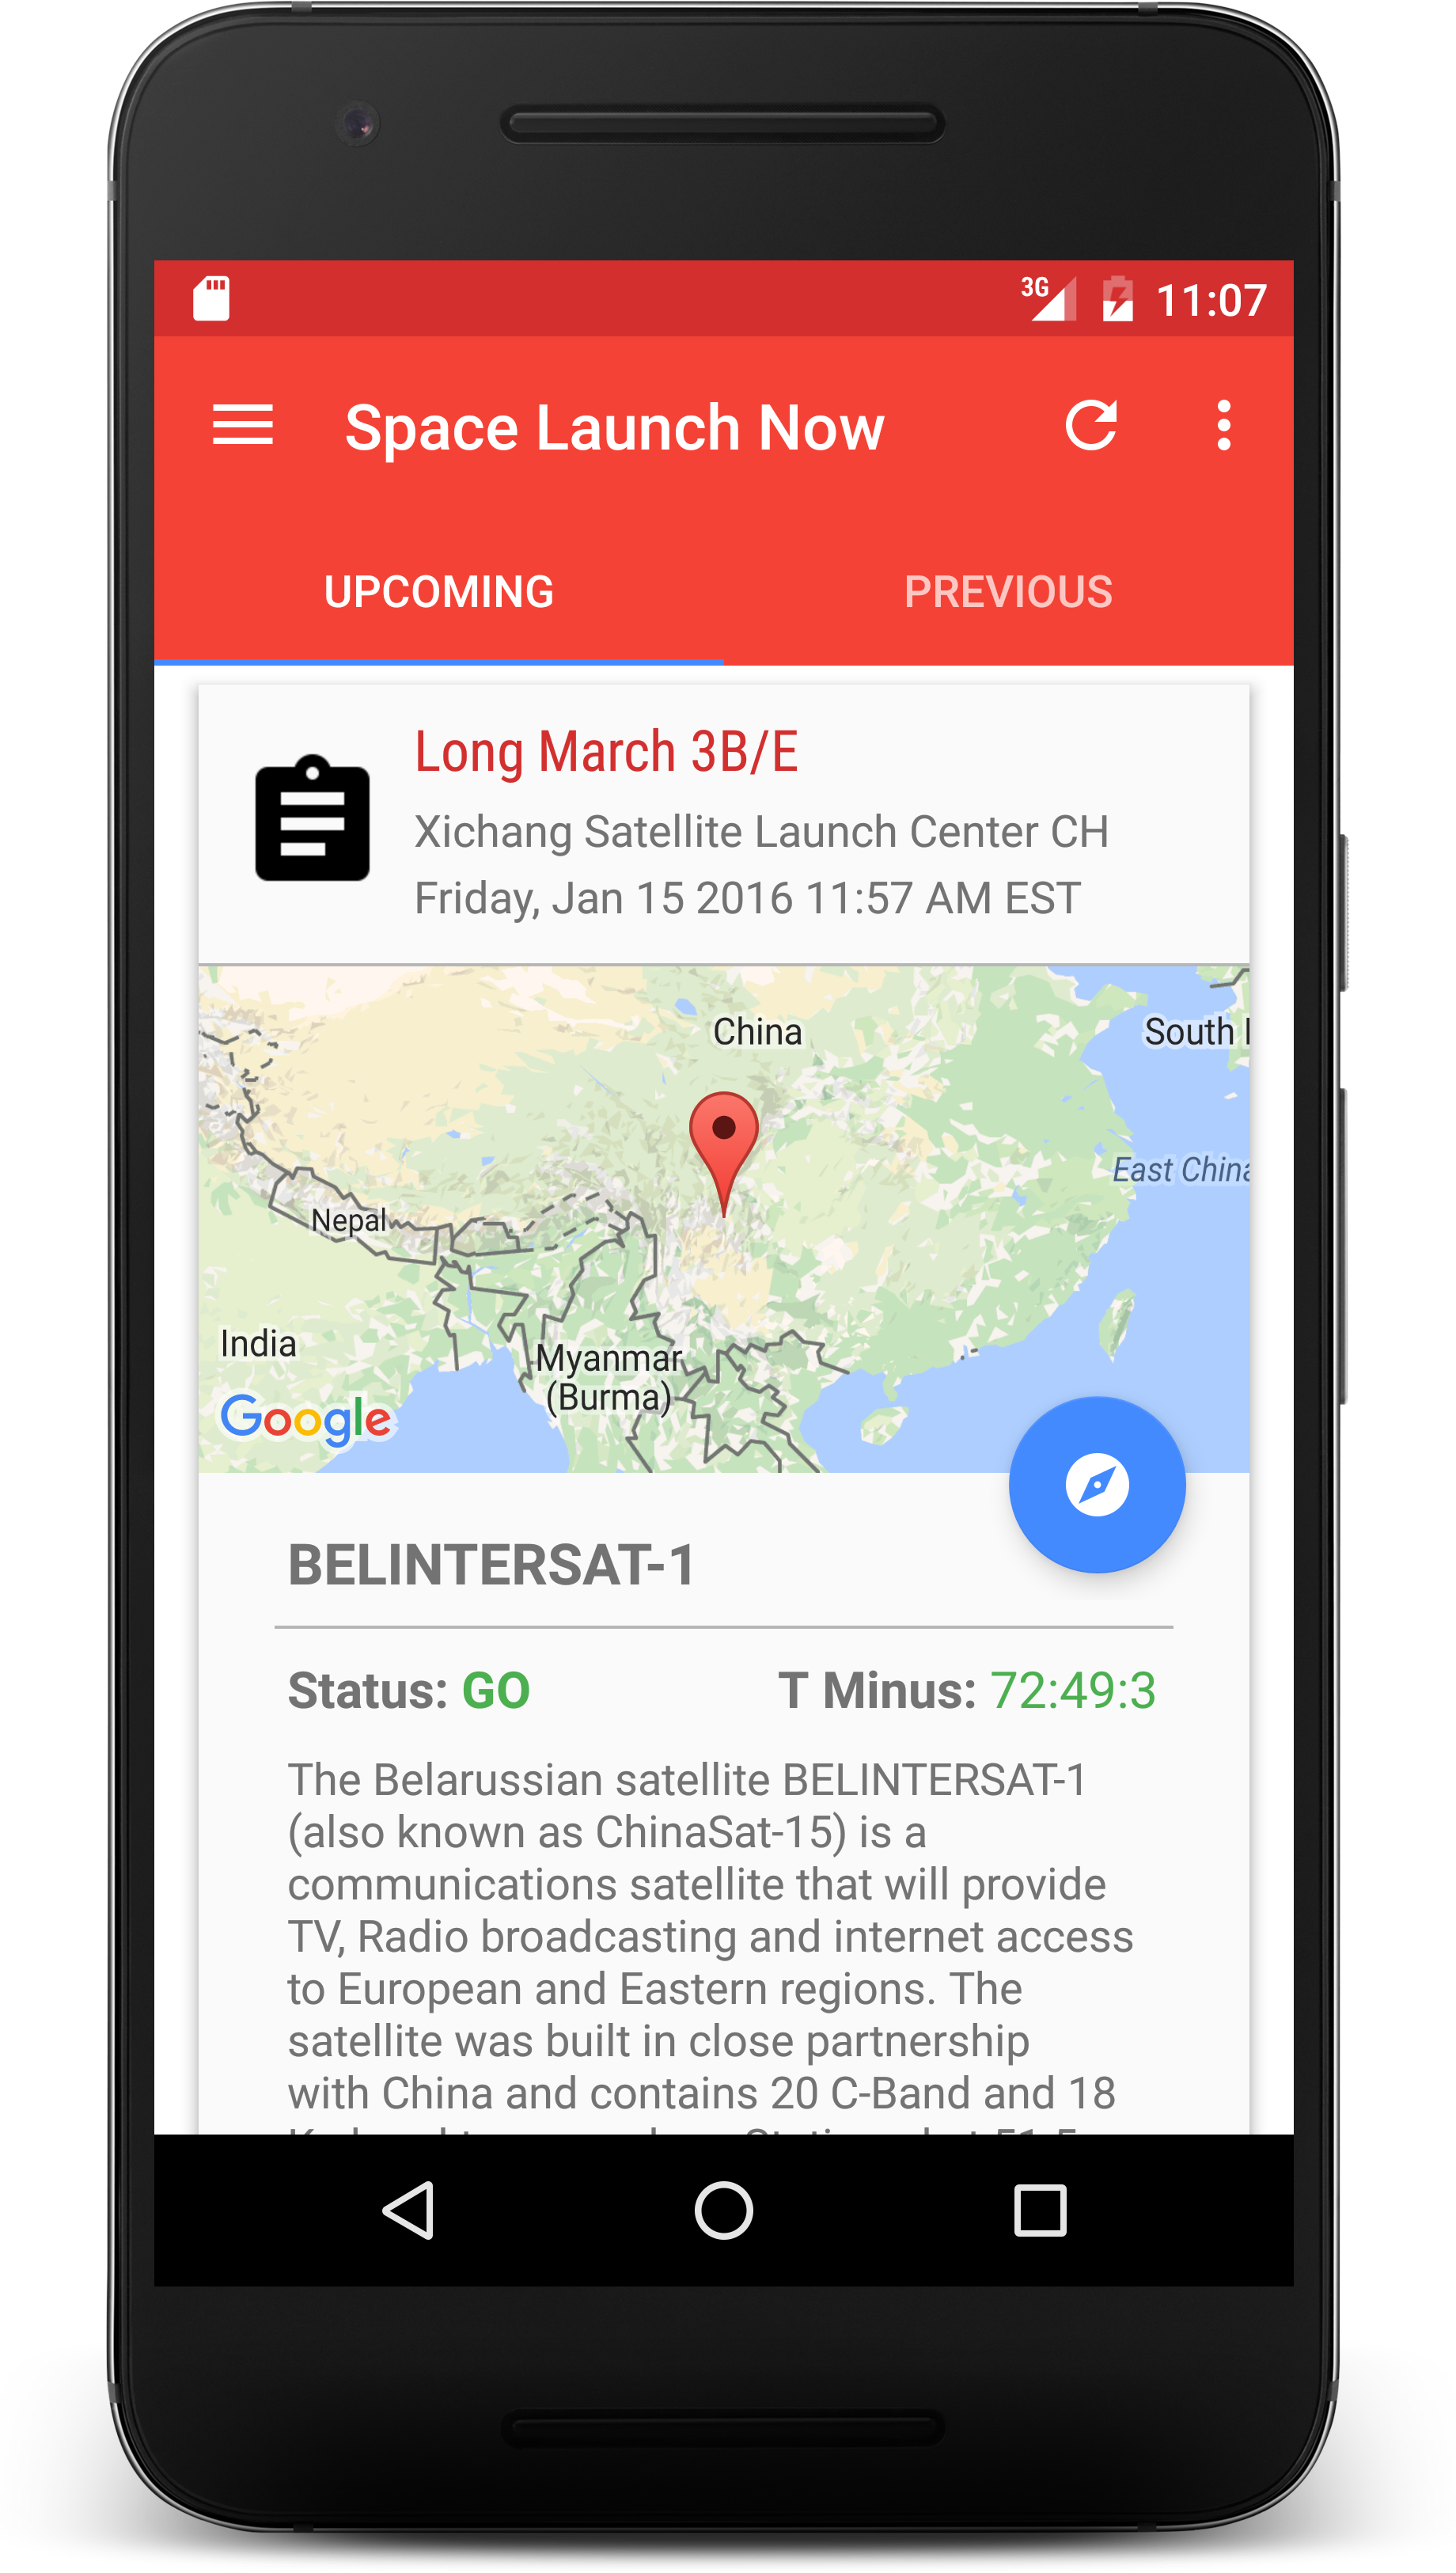 3G 11:07
Space Launch Now
UPCOMING PREVIOUS
Long March 3B/E
Xichang Satellite Launch Center CH
Friday, Jan 15 2016 11:57 AM EST
China
South
East China
Nepal
India
Myanmar
(Burma)
Google
BELINTERSAT-1
Status: GO T Minus: 72:49:3
The Belarussian satellite BELINTERSAT-1
(also known as ChinaSat-15) is a
communications satellite that will provide
TV, Radio broadcasting and internet access
to European and Eastern regions. The
satellite was built in close partnership
with China and contains 20 C-Band and 18